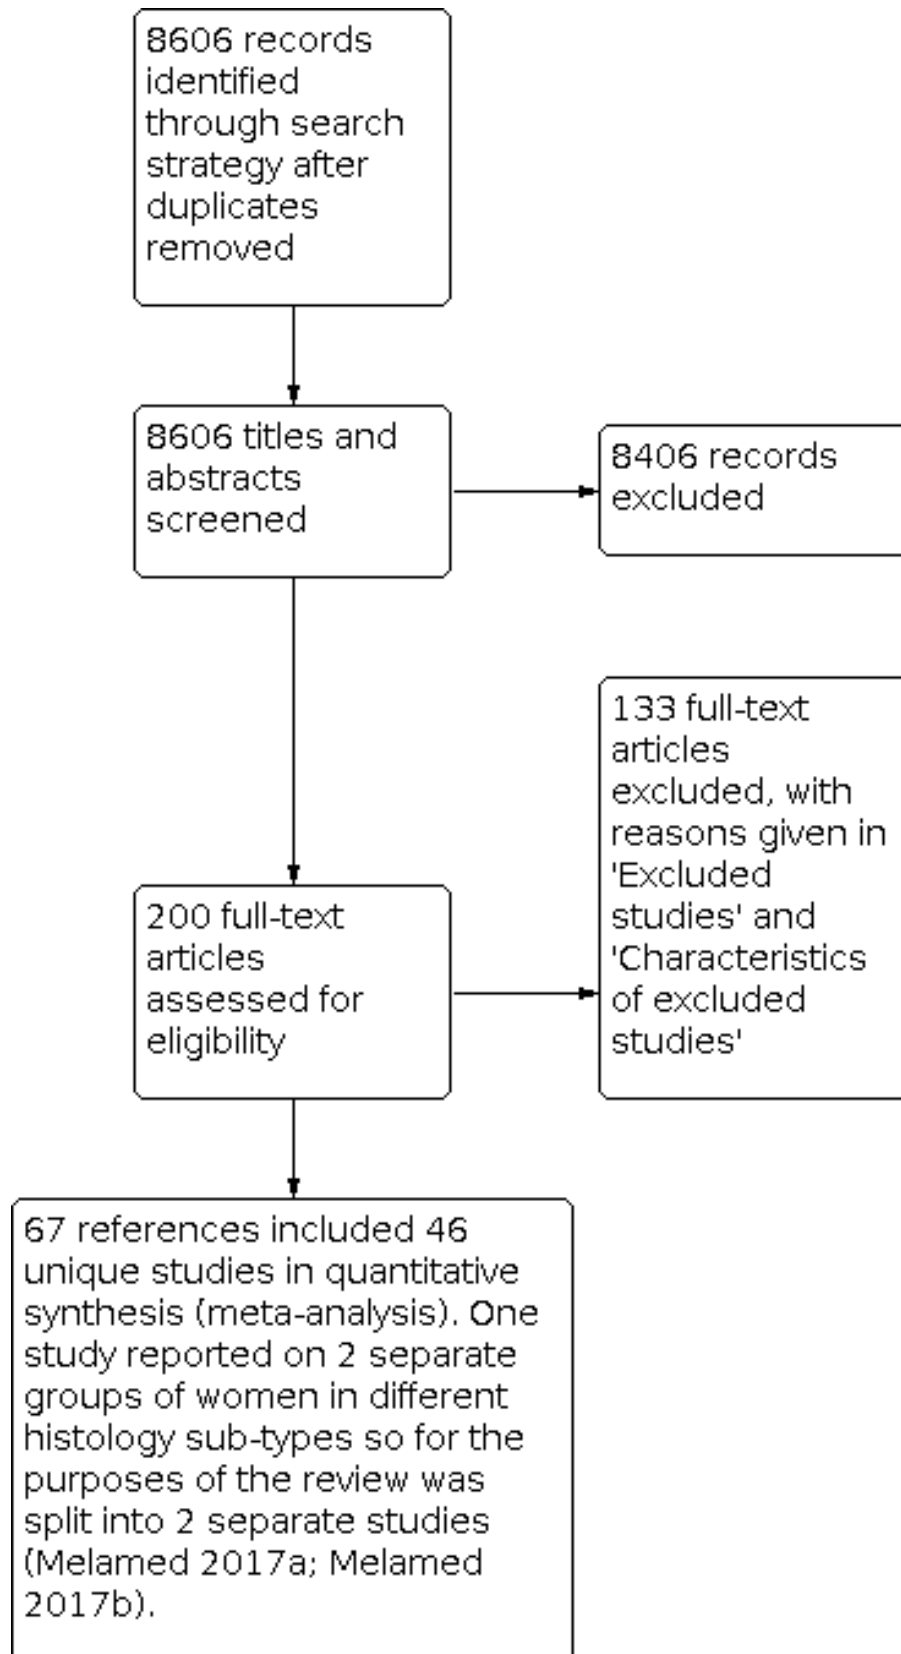 8606 records
identified
through search
strategy after
duplicates
removed
8606 titles and
abstracts
screened
8406 records
excluded
133 full-text
articles
excluded, with
reasons given in
'Excluded
studies' and
'Characteristics
of excluded
studies'
200 full-text
articles
assessed for
eligibility
67 references included 46
unique studies in quantitative
synthesis (meta-analysis). One
study reported on 2 separate
groups of women in different
histology sub-types so for the
purposes of the review was
split into 2 separate studies
(Melamed 2017a; Melamed
2017b).